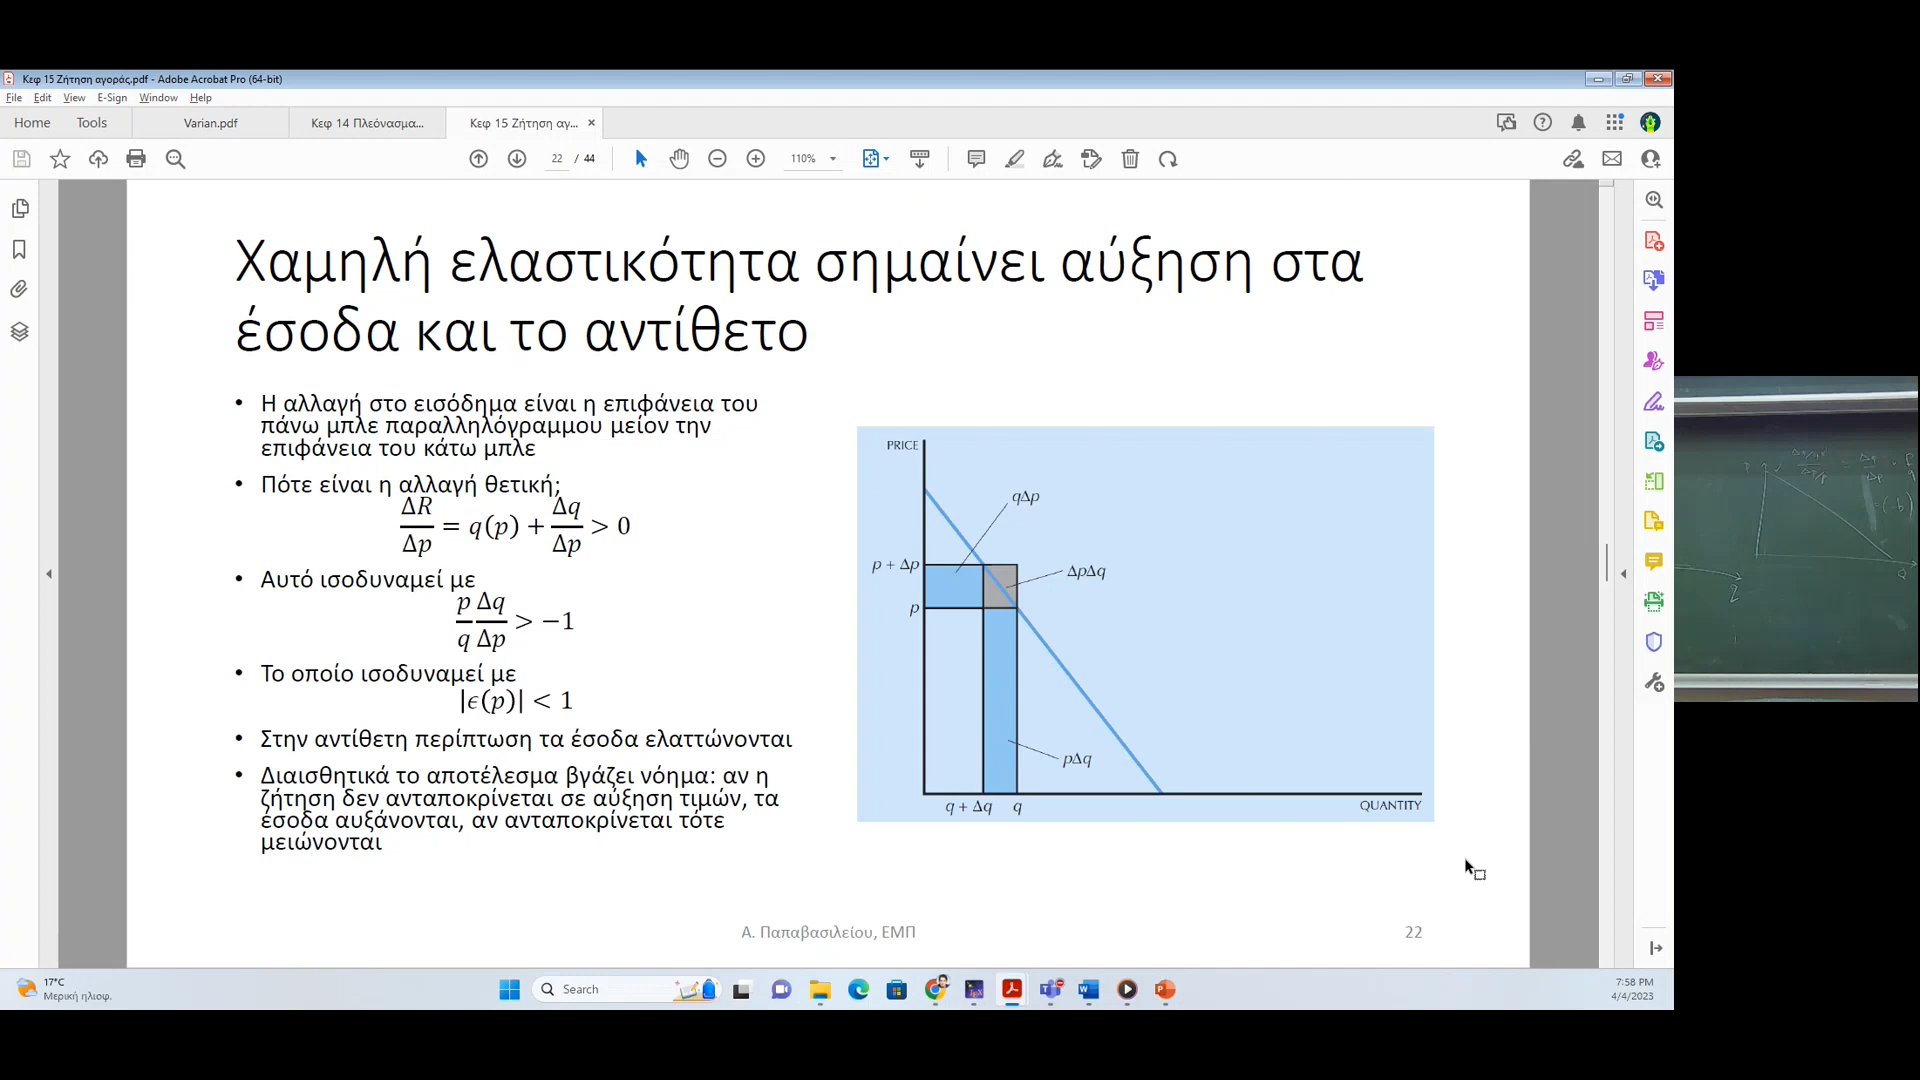 Κεφ 15 Ζήτηση αγοράς.pdf - Adobe Acrobat Pro (64-bit)
File Edit View E-Sign Window Help
Home Tools Varian.pdf Κεφ 14 Πλεόνασμα... Κεφ 15 Ζήτηση αγ...
22 / 44 110%
Χαμηλή ελαστικότητα σημαίνει αύξηση στα
έσοδα και το αντίθετο
• Η αλλαγή στο εισόδημα είναι η επιφάνεια του
πάνω μπλε παραλληλόγραμμου μείον την
επιφάνεια του κάτω μπλε
• Πότε είναι η αλλαγή θετική;
ΔR/Δp = q(p) + Δq/Δp > 0
• Αυτό ισοδυναμεί με
p/q Δq/Δp > −1
• Το οποίο ισοδυναμεί με
|ϵ(p)| < 1
• Στην αντίθετη περίπτωση τα έσοδα ελαττώνονται
• Διαισθητικά το αποτέλεσμα βγάζει νόημα: αν η
ζήτηση δεν ανταποκρίνεται σε αύξηση τιμών, τα
έσοδα αυξάνονται, αν ανταποκρίνεται τότε
μειώνονται
PRICE
qΔp
p + Δp
ΔpΔq
p
pΔq
q + Δq q
QUANTITY
Α. Παπαβασιλείου, ΕΜΠ
22
17°C
Μερική ηλιοφ.
Search
7:58 PM
4/4/2023